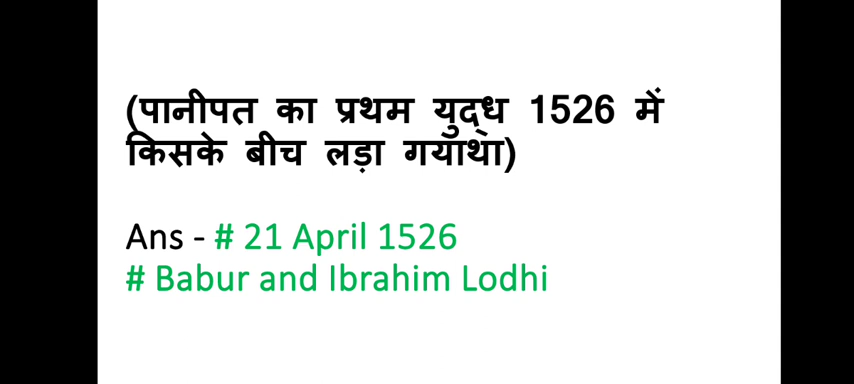 (पानीपत का प्रथम युद्ध 1526 में
किसके बीच लड़ा गयाथा)
Ans - # 21 April 1526
# Babur and Ibrahim Lodhi